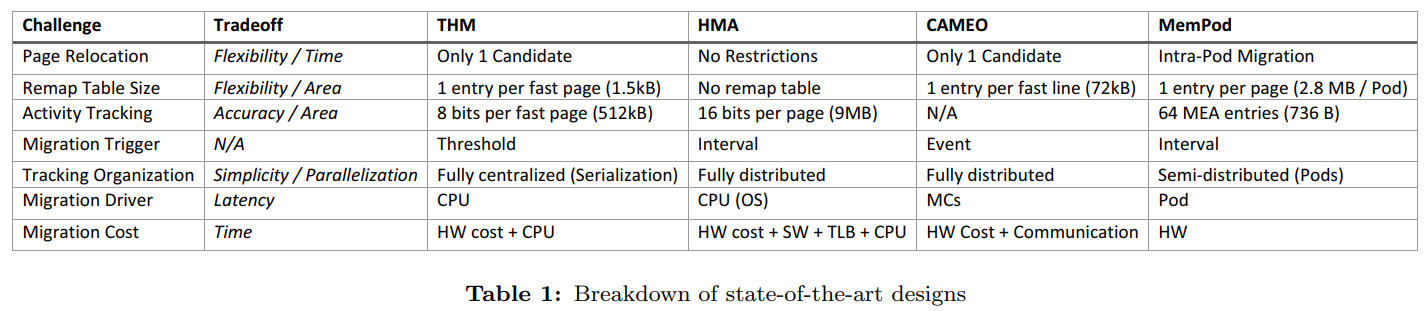 Challenge Tradeoff THM HMA CAMEO MemPod
Page Relocation Flexibility / Time Only 1 Candidate No Restrictions Only 1 Candidate Intra-Pod Migration
Remap Table Size Flexibility / Area 1 entry per fast page (1.5kB) No remap table 1 entry per fast line (72kB) 1 entry per page (2.8 MB / Pod)
Activity Tracking Accuracy / Area 8 bits per fast page (512kB) 16 bits per page (9MB) N/A 64 MEA entries (736 B)
Migration Trigger N/A Threshold Interval Event Interval
Tracking Organization Simplicity / Parallelization Fully centralized (Serialization) Fully distributed Fully distributed Semi-distributed (Pods)
Migration Driver Latency CPU CPU (OS) MCs Pod
Migration Cost Time HW cost + CPU HW cost + SW + TLB + CPU HW Cost + Communication HW
Table 1: Breakdown of state-of-the-art designs